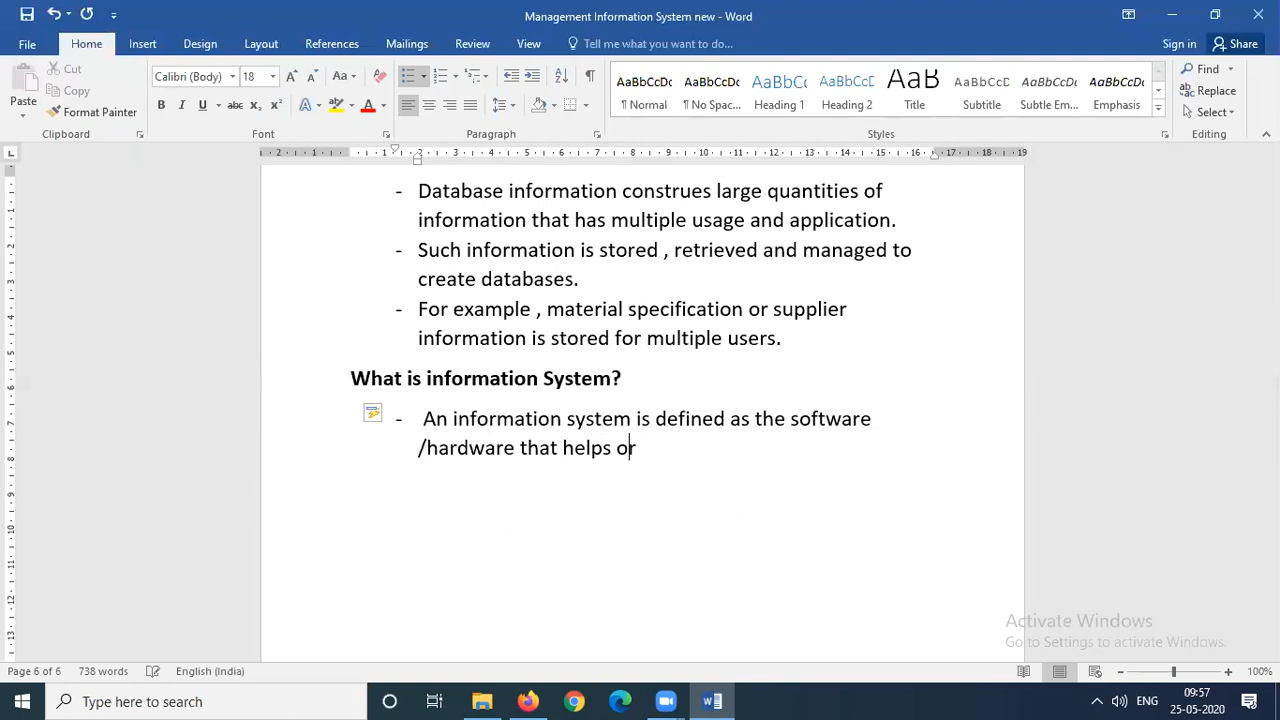 Management Information System new - Word
File Home Insert Design Layout References Mailings Review View Tell me what you want to do... Sign in Share
Cut
Copy
Format Painter
Paste
Calibri (Body) 18
AaBbCcDc AaBbCcDc AaBbCc AaBbCcD AaB AaBbCcD AaBbCcDc AaBbCcDc
¶ Normal ¶ No Spac... Heading 1 Heading 2 Title Subtitle Subtle Em... Emphasis
Find
Replace
Select
Clipboard Font Paragraph Styles Editing
- Database information construes large quantities of
information that has multiple usage and application.
- Such information is stored , retrieved and managed to
create databases.
- For example , material specification or supplier
information is stored for multiple users.
What is information System?
- An information system is defined as the software
/hardware that helps or
Activate Windows
Go to Settings to activate Windows.
Page 6 of 6 738 words English (India) 100%
Type here to search
ENG
09:57
25-05-2020